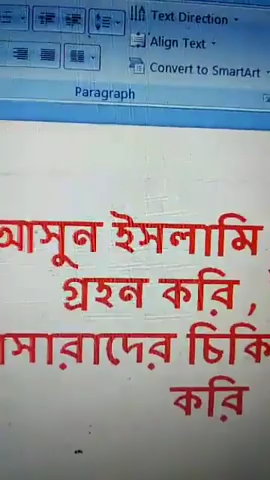 Text Direction
Align Text
Convert to SmartArt
Paragraph
আসুন ইসলামি
গ্রহন করি ,
করি